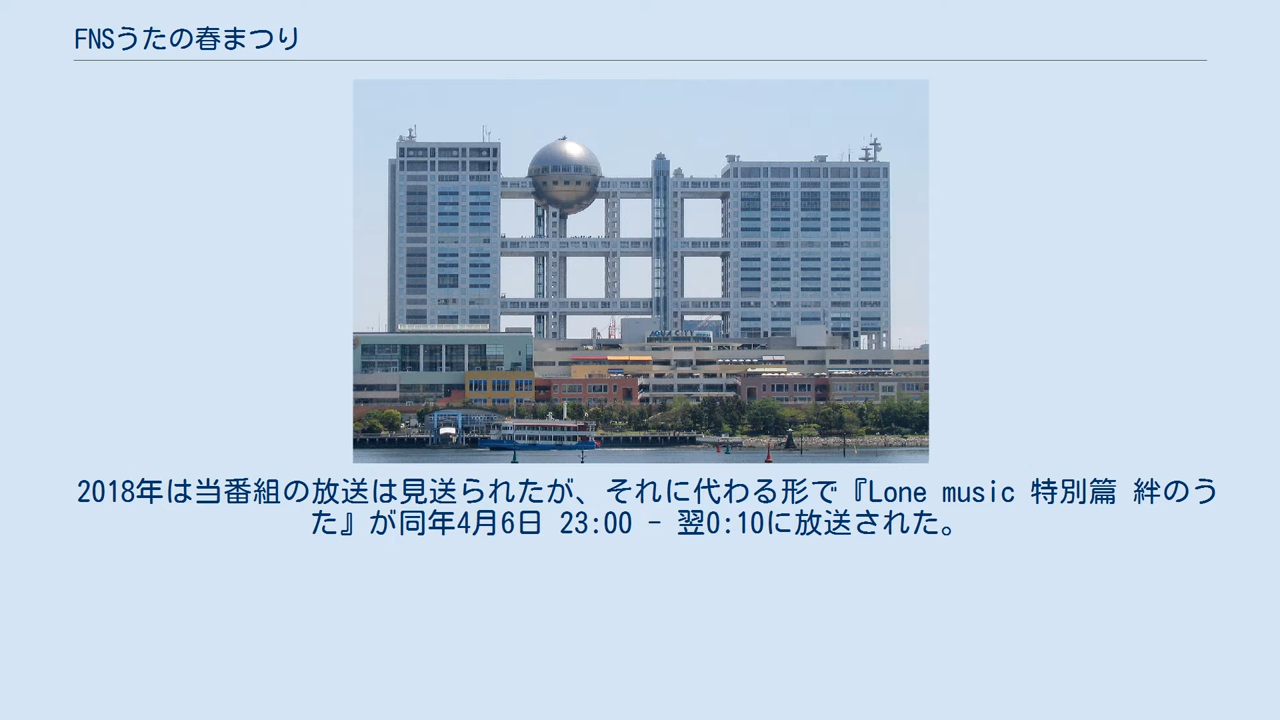 FNSうたの春まつり
2018年は当番組の放送は見送られたが、それに代わる形で『Lone music 特別篇 絆のう
た』が同年4月6日 23:00 - 翌0:10に放送された。